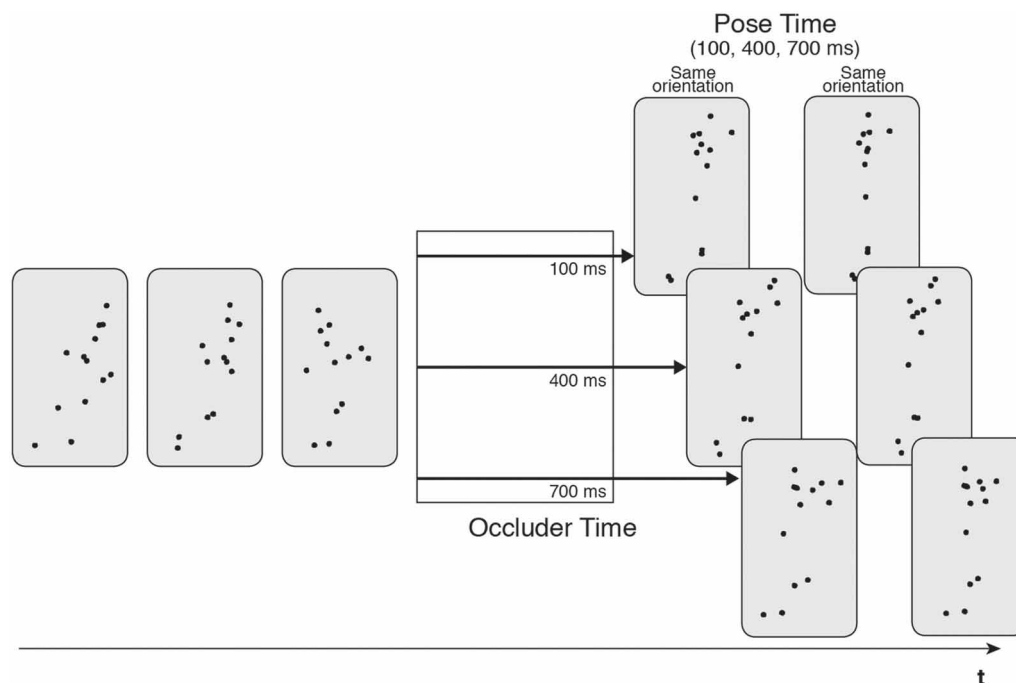 Pose Time
(100, 400, 700 ms)
Same
orientation
Same
orientation
100 ms
400 ms
700 ms
Occluder Time
t